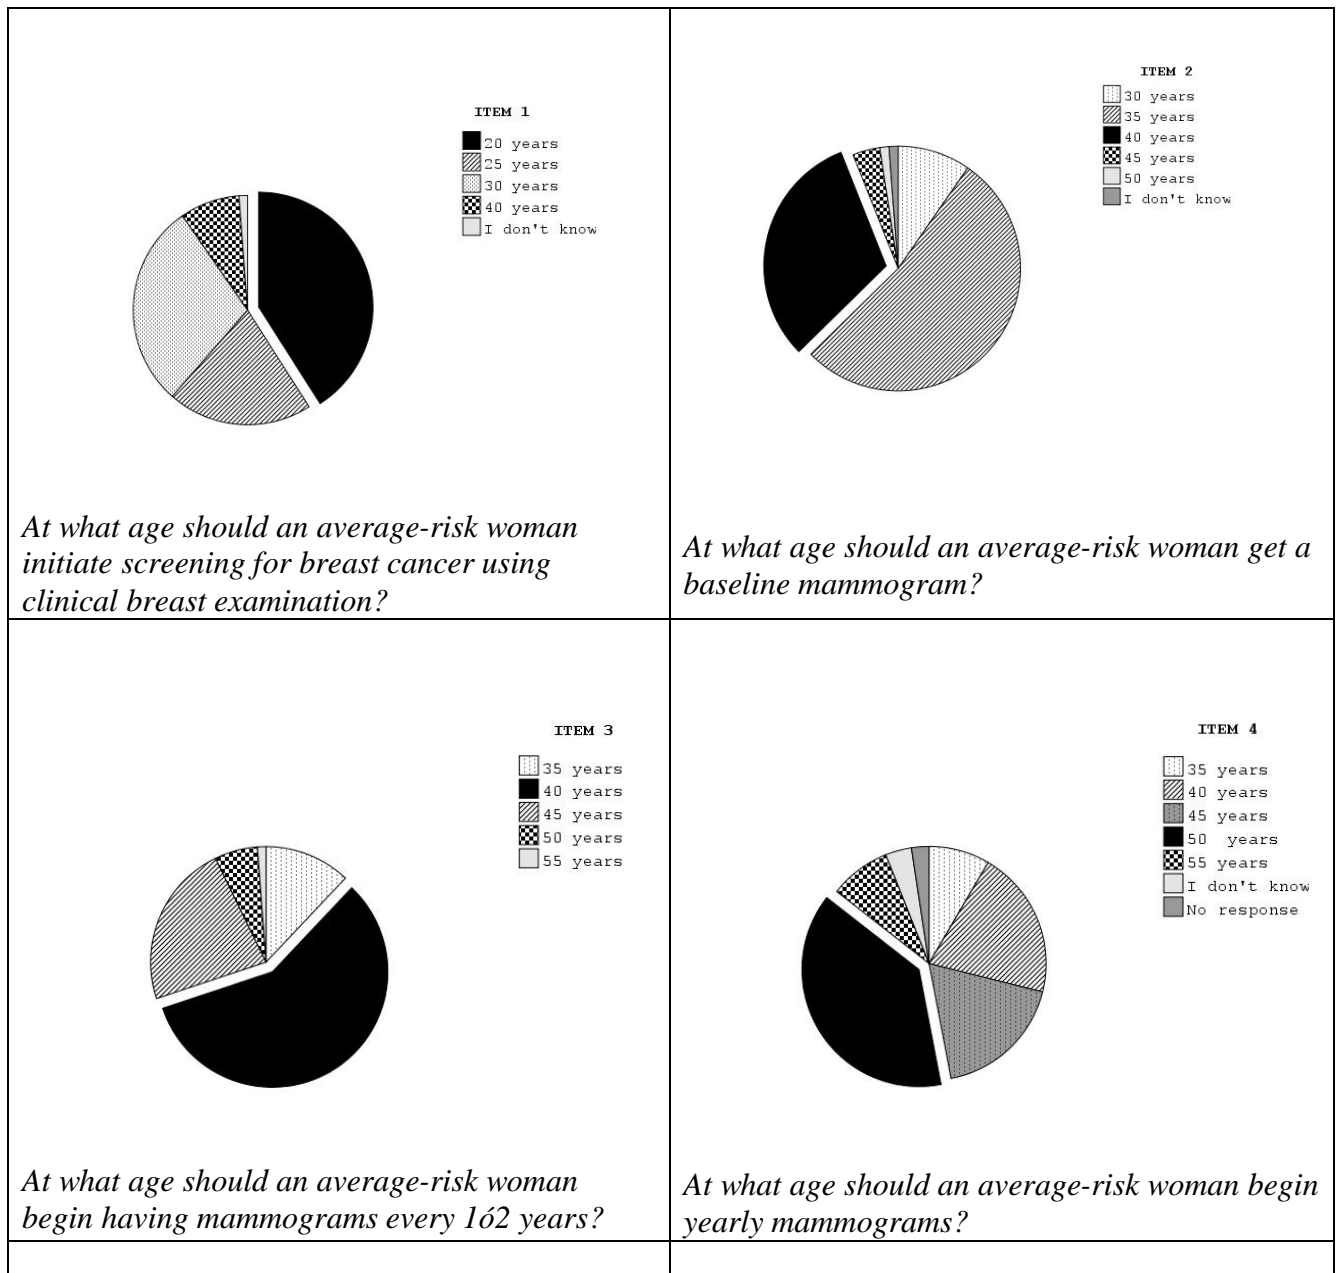 ITEM 1
20 years
25 years
30 years
40 years
I don't know
At what age should an average-risk woman
initiate screening for breast cancer using
clinical breast examination?
ITEM 2
30 years
35 years
40 years
45 years
50 years
I don't know
At what age should an average-risk woman get a
baseline mammogram?
ITEM 3
35 years
40 years
45 years
50 years
55 years
At what age should an average-risk woman
begin having mammograms every 1ó2 years?
ITEM 4
35 years
40 years
45 years
50 years
55 years
I don't know
No response
At what age should an average-risk woman begin
yearly mammograms?